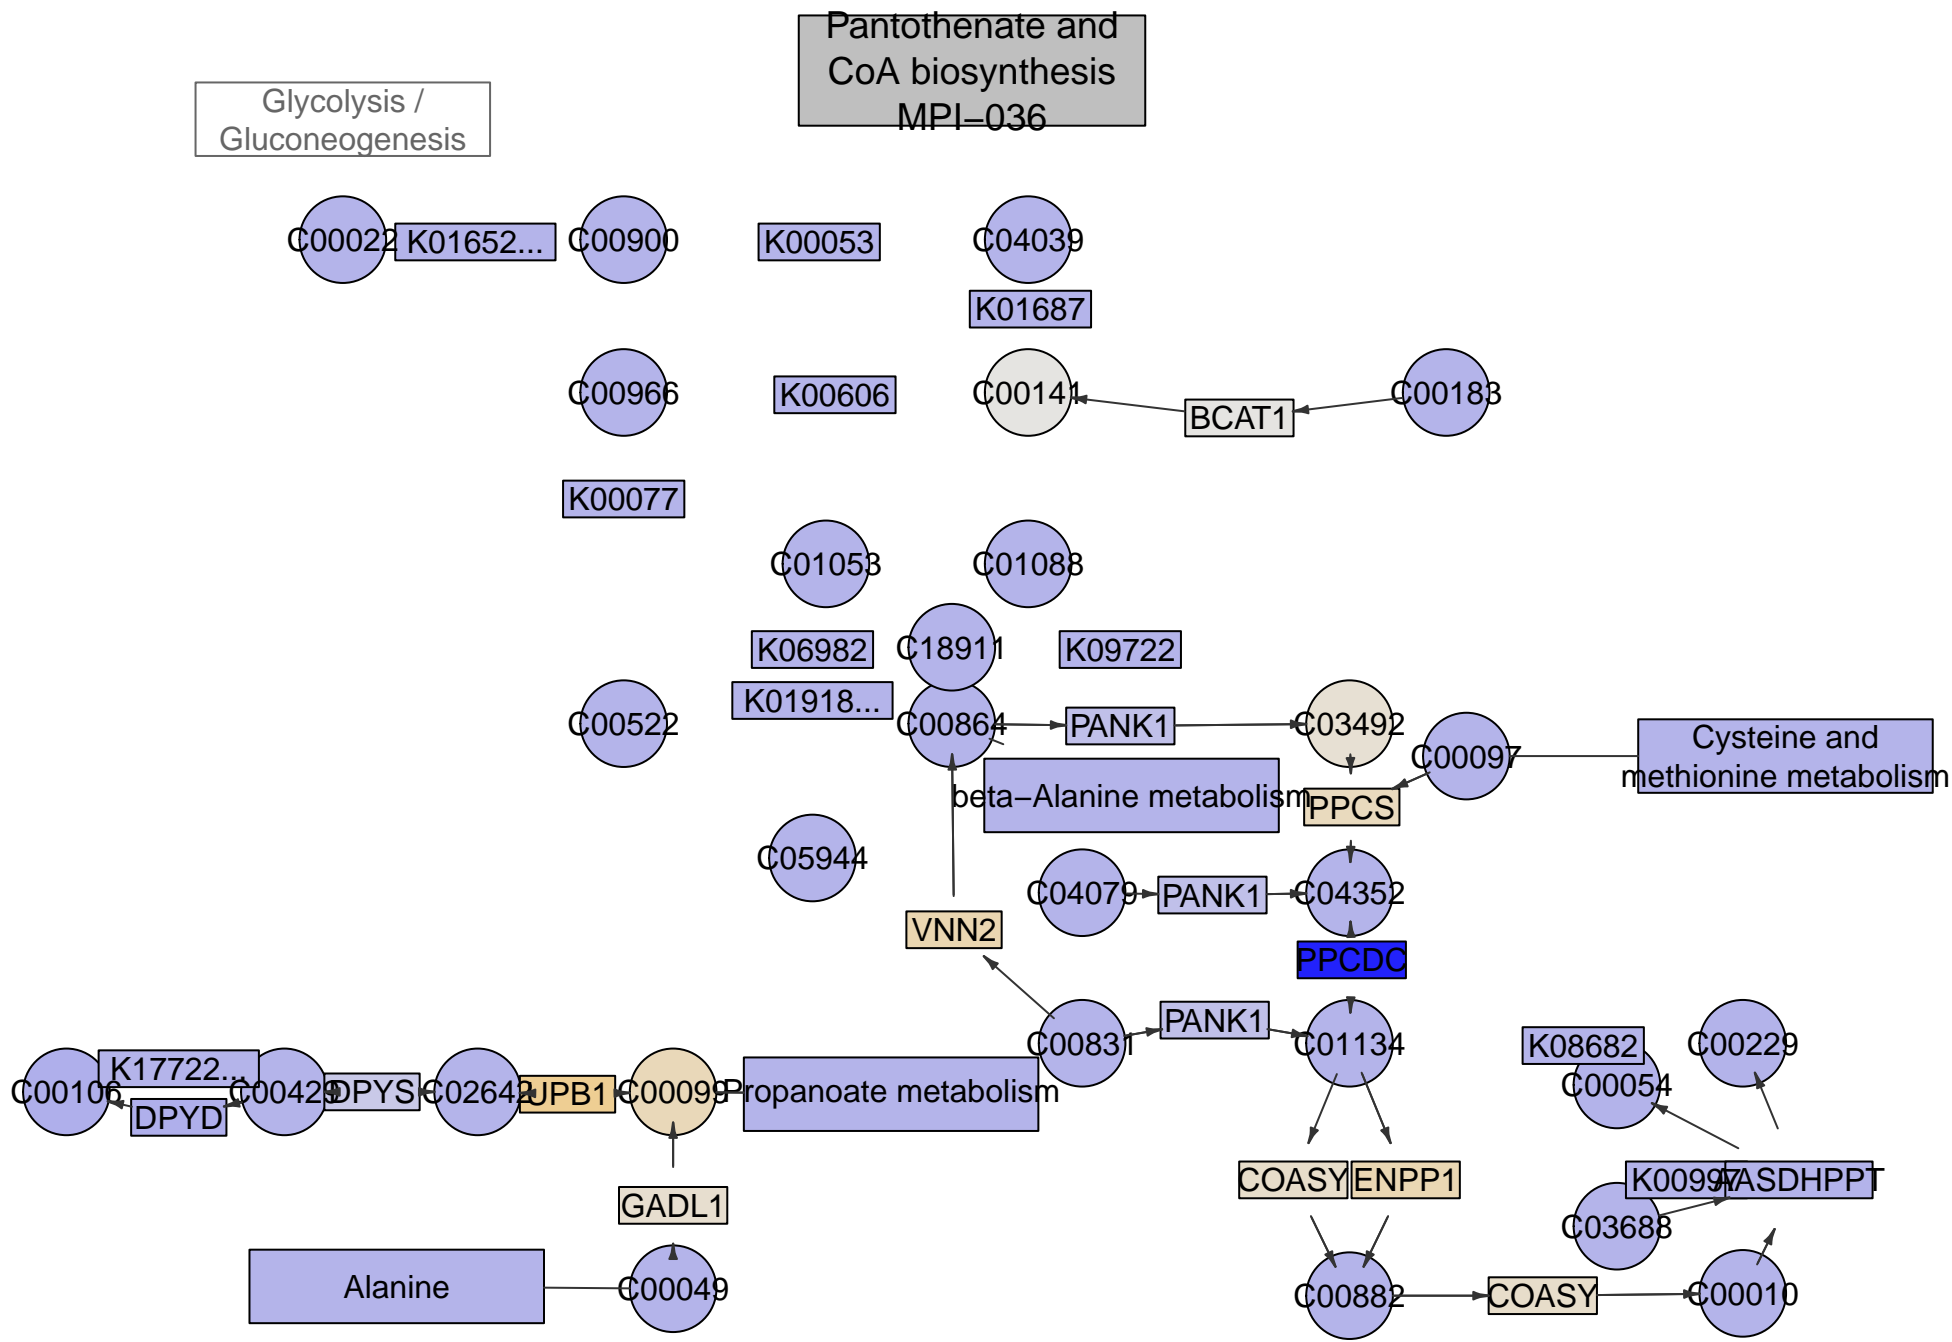 Pantothenate and
CoA biosynthesis
MPI−036
Glycolysis /
Gluconeogenesis
C00022
K01652...
C00900
K00053
C04039
K01687
C00966
K00606
C00141
BCAT1
C00183
K00077
C01053
C01088
K06982
C18911
K09722
K01918...
C00522
C00864
PANK1
C03492
C00097
Cysteine and
methionine metabolism
beta−Alanine metabolism
PPCS
C05944
C04079
PANK1
C04352
VNN2
PPCDC
C00831
PANK1
C01134
K08682
C00229
C00054
C00106
K17722...
DPYD
C00429
DPYS
C02642
UPB1
C00099
Propanoate metabolism
COASY
ENPP1
K00997
AASDHPPT
GADL1
C03688
Alanine
C00049
C00882
COASY
C00010